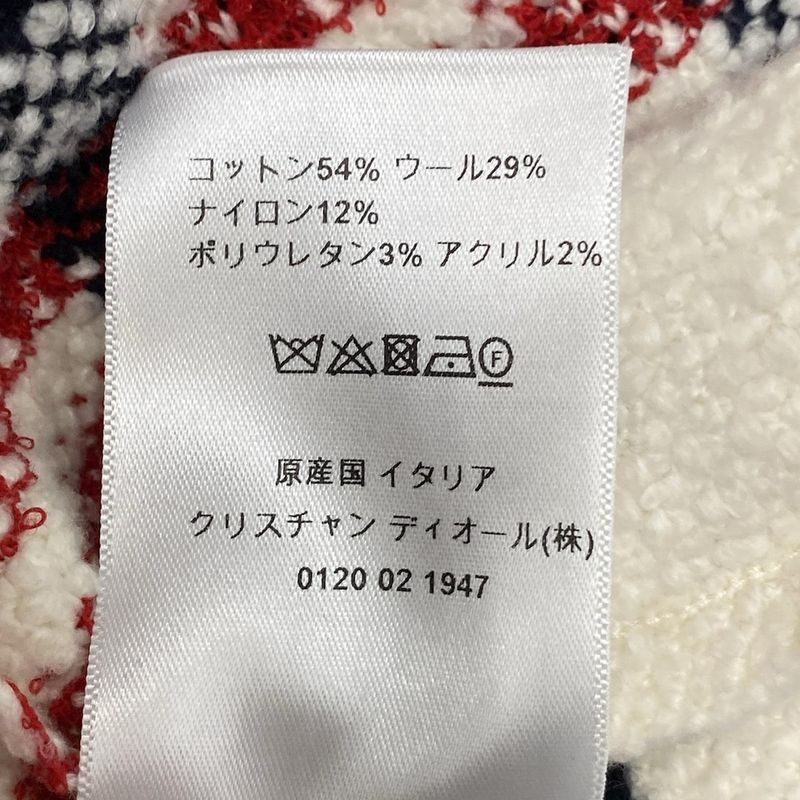 コットン54% ウール29%
ナイロン12%
ポリウレタン3% アクリル2%
F
原産国 イタリア
クリスチャン ディオール(株)
0120 02 1947